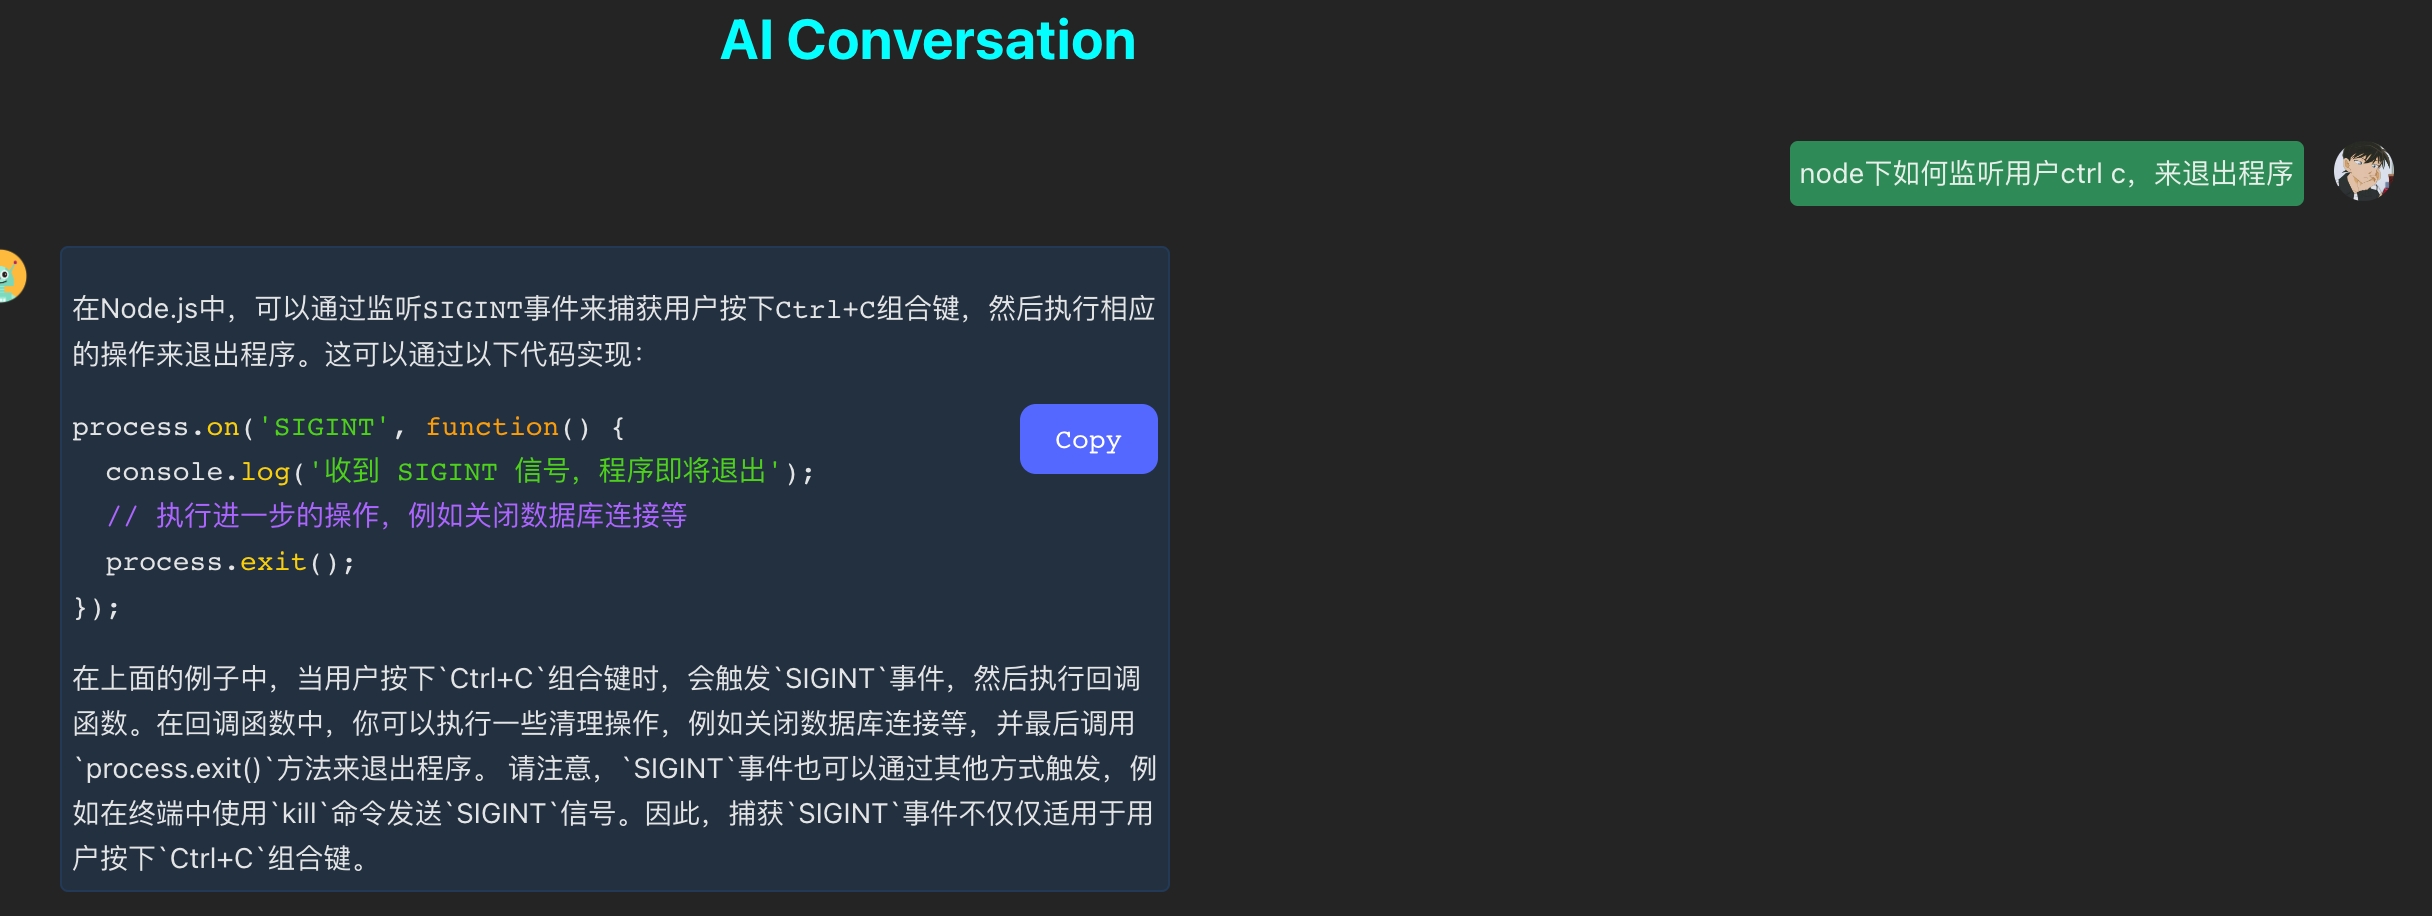 AI Conversation
node下如何监听用户ctrl c，来退出程序
在Node.js中，可以通过监听SIGINT事件来捕获用户按下Ctrl+C组合键，然后执行相应
的操作来退出程序。这可以通过以下代码实现：
Copy
process.on('SIGINT', function() {
  console.log('收到 SIGINT 信号，程序即将退出');
  // 执行进一步的操作，例如关闭数据库连接等
  process.exit();
});
在上面的例子中，当用户按下`Ctrl+C`组合键时，会触发`SIGINT`事件，然后执行回调
函数。在回调函数中，你可以执行一些清理操作，例如关闭数据库连接等，并最后调用
`process.exit()`方法来退出程序。 请注意，`SIGINT`事件也可以通过其他方式触发，例
如在终端中使用`kill`命令发送`SIGINT`信号。因此，捕获`SIGINT`事件不仅仅适用于用
户按下`Ctrl+C`组合键。